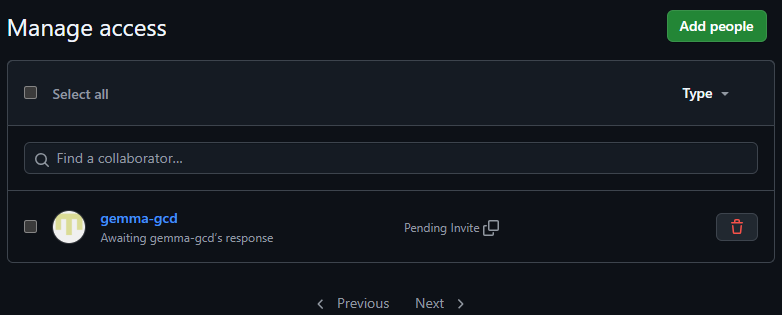 Manage access
Add people
Select all
Type
Find a collaborator...
gemma-gcd
Awaiting gemma-gcd's response
Pending Invite
Previous
Next